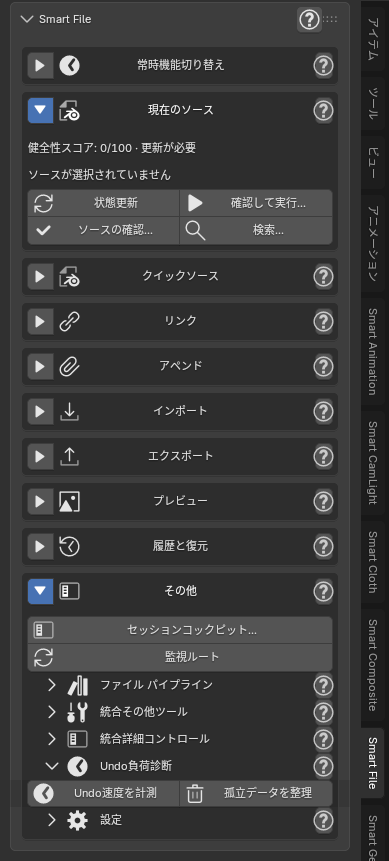 Smart File
常時機能切り替え
現在のソース
健全性スコア: 0/100 · 更新が必要
ソースが選択されていません
状態更新
確認して実行...
ソースの確認...
検索...
クイックソース
リンク
アペンド
インポート
エクスポート
プレビュー
履歴と復元
その他
セッションコックピット...
監視ルート
ファイル パイプライン
統合その他ツール
統合詳細コントロール
Undo負荷診断
Undo速度を計測
孤立データを整理
設定
アイテム
ツール
ビュー
アニメーション
Smart Animation
Smart CamLight
Smart Cloth
Smart Composite
Smart File
Smart Ge